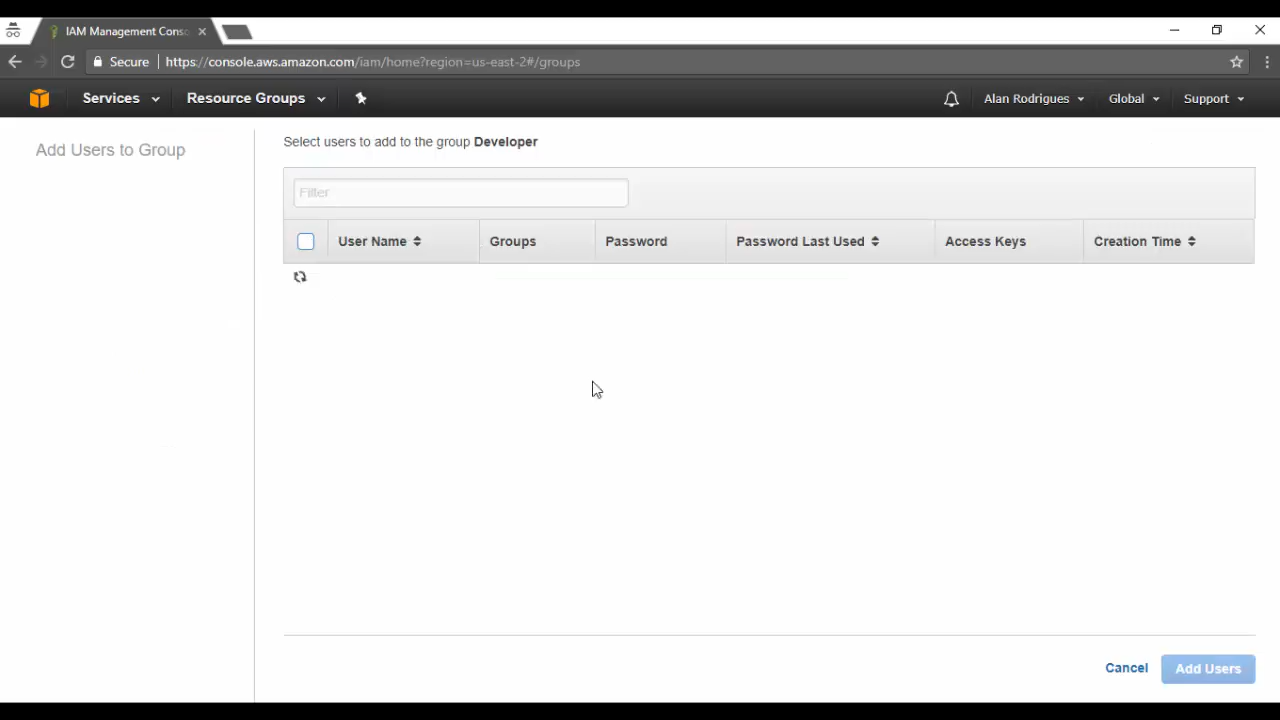 IAM Management Conso
Secure
https://console.aws.amazon.com/iam/home?region=us-east-2#/groups
Services
Resource Groups
Alan Rodrigues
Global
Support
Add Users to Group
Select users to add to the group Developer
Filter
User Name
Groups
Password
Password Last Used
Access Keys
Creation Time
Cancel
Add Users